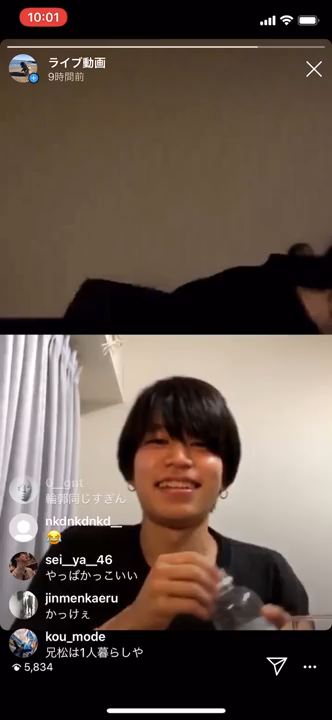 10:01
ライブ動画
9時間前
G__gnt
輪郭同じすぎん
nkdnkdnkd__
😂
sei__ya__46
やっぱかっこいい
jinmenkaeru
かっけぇ
kou_mode
兄松は1人暮らしや
5,834